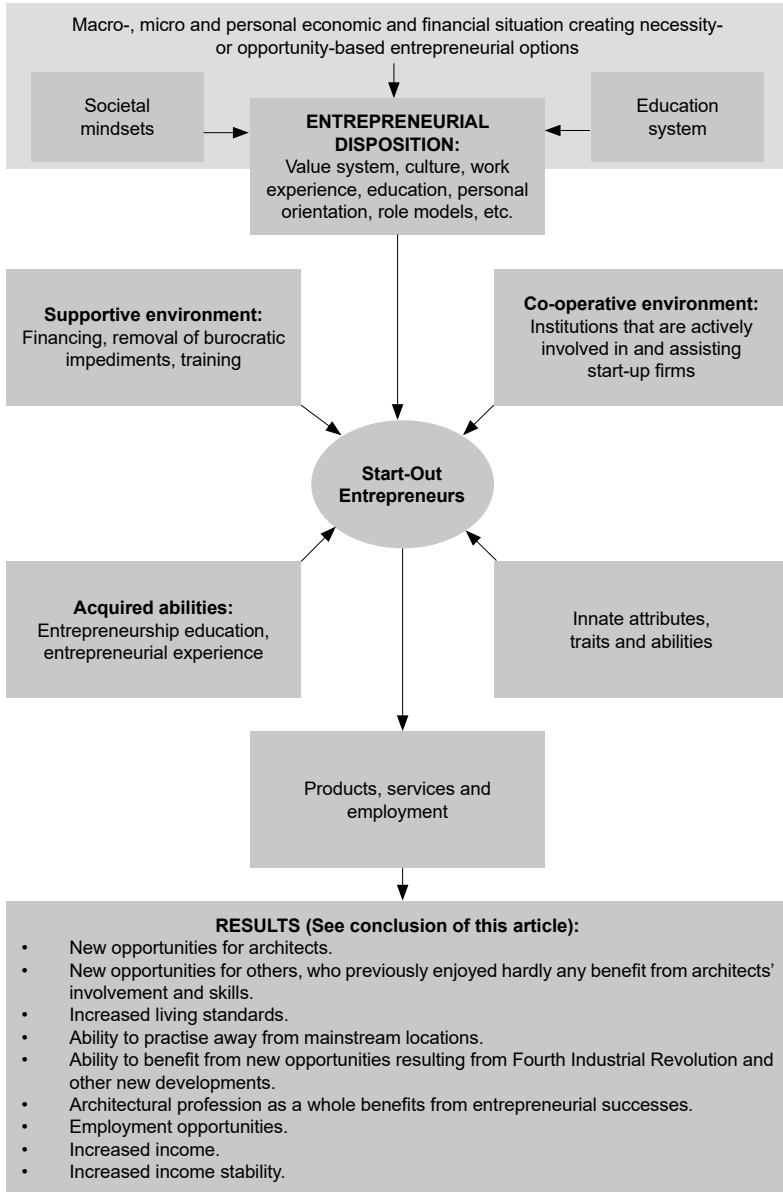 Macro-, micro and personal economic and financial situation creating necessity-
or opportunity-based entrepreneurial options
Societal
mindsets
ENTREPRENEURIAL
DISPOSITION:
Value system, culture, work
experience, education, personal
orientation, role models, etc.
Education
system
Supportive environment:
Financing, removal of burocratic
impediments, training
Co-operative environment:
Institutions that are actively
involved in and assisting
start-up firms
Start-Out
Entrepreneurs
Acquired abilities:
Entrepreneurship education,
entrepreneurial experience
Innate attributes,
traits and abilities
Products, services and
employment
RESULTS (See conclusion of this article):
• New opportunities for architects.
• New opportunities for others, who previously enjoyed hardly any benefit from architects’
involvement and skills.
• Increased living standards.
• Ability to practise away from mainstream locations.
• Ability to benefit from new opportunities resulting from Fourth Industrial Revolution and
other new developments.
• Architectural profession as a whole benefits from entrepreneurial successes.
• Employment opportunities.
• Increased income.
• Increased income stability.